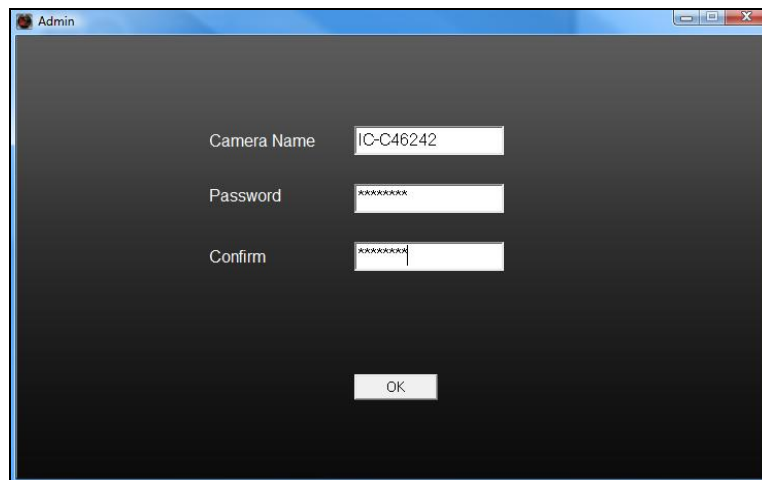 Admin
Camera Name IC-C46242
Password ********
Confirm ********
OK